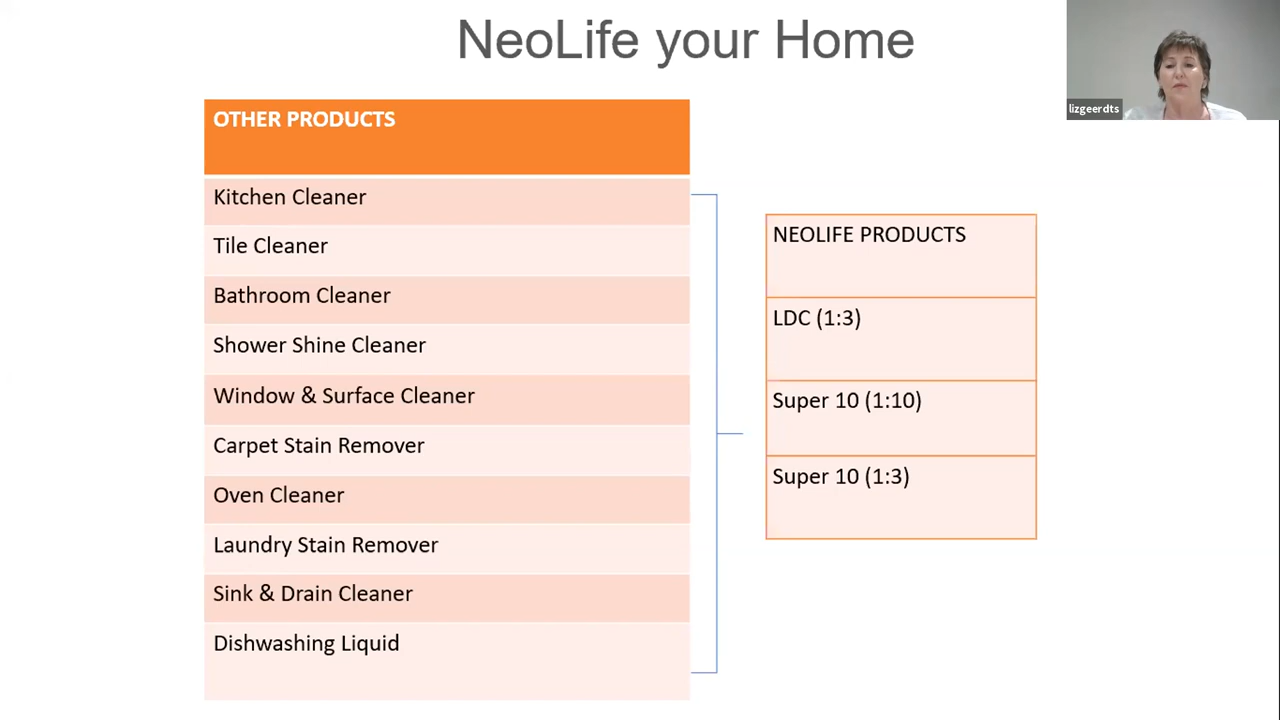 NeoLife your Home
lizgeerdts
OTHER PRODUCTS
Kitchen Cleaner
Tile Cleaner
Bathroom Cleaner
Shower Shine Cleaner
Window & Surface Cleaner
Carpet Stain Remover
Oven Cleaner
Laundry Stain Remover
Sink & Drain Cleaner
Dishwashing Liquid
NEOLIFE PRODUCTS
LDC (1:3)
Super 10 (1:10)
Super 10 (1:3)